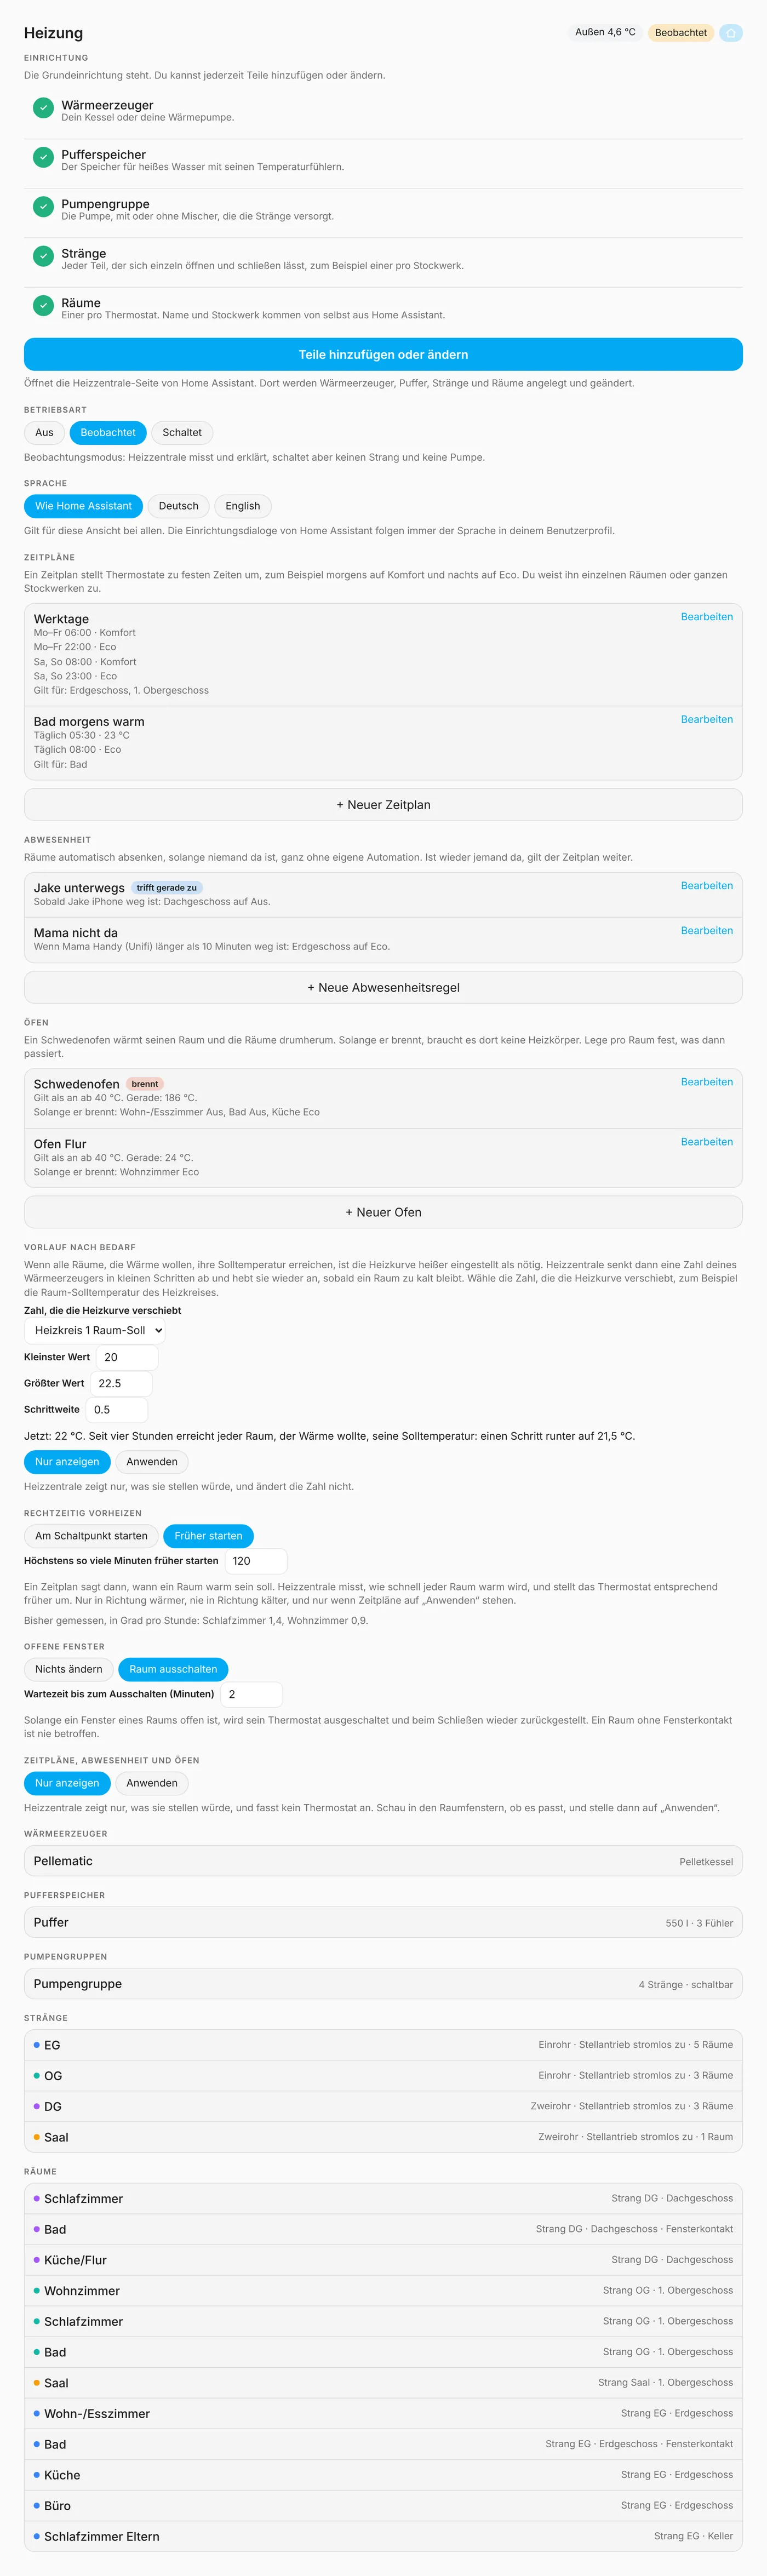 Heizung
Außen 4,6 °C
Beobachtet
EINRICHTUNG
Die Grundeinrichtung steht. Du kannst jederzeit Teile hinzufügen oder ändern.
Wärmeerzeuger
Dein Kessel oder deine Wärmepumpe.
Pufferspeicher
Der Speicher für heißes Wasser mit seinen Temperaturfühlern.
Pumpengruppe
Die Pumpe, mit oder ohne Mischer, die die Stränge versorgt.
Stränge
Jeder Teil, der sich einzeln öffnen und schließen lässt, zum Beispiel einer pro Stockwerk.
Räume
Einer pro Thermostat. Name und Stockwerk kommen von selbst aus Home Assistant.
Teile hinzufügen oder ändern
Öffnet die Heizzentrale-Seite von Home Assistant. Dort werden Wärmeerzeuger, Puffer, Stränge und Räume angelegt und geändert.
BETRIEBSART
Aus
Beobachtet
Schaltet
Beobachtungsmodus: Heizzentrale misst und erklärt, schaltet aber keinen Strang und keine Pumpe.
SPRACHE
Wie Home Assistant
Deutsch
English
Gilt für diese Ansicht bei allen. Die Einrichtungsdialoge von Home Assistant folgen immer der Sprache in deinem Benutzerprofil.
ZEITPLÄNE
Ein Zeitplan stellt Thermostate zu festen Zeiten um, zum Beispiel morgens auf Komfort und nachts auf Eco. Du weist ihn einzelnen Räumen oder ganzen
Stockwerken zu.
Werktage
Bearbeiten
Mo–Fr 06:00 · Komfort
Mo–Fr 22:00 · Eco
Sa, So 08:00 · Komfort
Sa, So 23:00 · Eco
Gilt für: Erdgeschoss, 1. Obergeschoss
Bad morgens warm
Bearbeiten
Täglich 05:30 · 23 °C
Täglich 08:00 · Eco
Gilt für: Bad
+ Neuer Zeitplan
ABWESENHEIT
Räume automatisch absenken, solange niemand da ist, ganz ohne eigene Automation. Ist wieder jemand da, gilt der Zeitplan weiter.
Jake unterwegs
trifft gerade zu
Bearbeiten
Sobald Jake iPhone weg ist: Dachgeschoss auf Aus.
Mama nicht da
Bearbeiten
Wenn Mama Handy (Unifi) länger als 10 Minuten weg ist: Erdgeschoss auf Eco.
+ Neue Abwesenheitsregel
ÖFEN
Ein Schwedenofen wärmt seinen Raum und die Räume drumherum. Solange er brennt, braucht es dort keine Heizkörper. Lege pro Raum fest, was dann
passiert.
Schwedenofen
brennt
Bearbeiten
Gilt als an ab 40 °C. Gerade: 186 °C.
Solange er brennt: Wohn-/Esszimmer Aus, Bad Aus, Küche Eco
Ofen Flur
Bearbeiten
Gilt als an ab 40 °C. Gerade: 24 °C.
Solange er brennt: Wohnzimmer Eco
+ Neuer Ofen
VORLAUF NACH BEDARF
Wenn alle Räume, die Wärme wollen, ihre Solltemperatur erreichen, ist die Heizkurve heißer eingestellt als nötig. Heizzentrale senkt dann eine Zahl deines
Wärmeerzeugers in kleinen Schritten ab und hebt sie wieder an, sobald ein Raum zu kalt bleibt. Wähle die Zahl, die die Heizkurve verschiebt, zum Beispiel
die Raum-Solltemperatur des Heizkreises.
Zahl, die die Heizkurve verschiebt
Heizkreis 1 Raum-Soll
Kleinster Wert 20
Größter Wert 22.5
Schrittweite 0.5
Jetzt: 22 °C. Seit vier Stunden erreicht jeder Raum, der Wärme wollte, seine Solltemperatur: einen Schritt runter auf 21,5 °C.
Nur anzeigen
Anwenden
Heizzentrale zeigt nur, was sie stellen würde, und ändert die Zahl nicht.
RECHTZEITIG VORHEIZEN
Am Schaltpunkt starten
Früher starten
Höchstens so viele Minuten früher starten 120
Ein Zeitplan sagt dann, wann ein Raum warm sein soll. Heizzentrale misst, wie schnell jeder Raum warm wird, und stellt das Thermostat entsprechend
früher um. Nur in Richtung wärmer, nie in Richtung kälter, und nur wenn Zeitpläne auf „Anwenden“ stehen.
Bisher gemessen, in Grad pro Stunde: Schlafzimmer 1,4, Wohnzimmer 0,9.
OFFENE FENSTER
Nichts ändern
Raum ausschalten
Wartezeit bis zum Ausschalten (Minuten) 2
Solange ein Fenster eines Raums offen ist, wird sein Thermostat ausgeschaltet und beim Schließen wieder zurückgestellt. Ein Raum ohne Fensterkontakt
ist nie betroffen.
ZEITPLÄNE, ABWESENHEIT UND ÖFEN
Nur anzeigen
Anwenden
Heizzentrale zeigt nur, was sie stellen würde, und fasst kein Thermostat an. Schau in den Raumfenstern, ob es passt, und stelle dann auf „Anwenden“.
WÄRMEERZEUGER
Pellematic
Pelletkessel
PUFFERSPEICHER
Puffer
550 l · 3 Fühler
PUMPENGRUPPEN
Pumpengruppe
4 Stränge · schaltbar
STRÄNGE
EG
Einrohr · Stellantrieb stromlos zu · 5 Räume
OG
Einrohr · Stellantrieb stromlos zu · 3 Räume
DG
Zweirohr · Stellantrieb stromlos zu · 3 Räume
Saal
Zweirohr · Stellantrieb stromlos zu · 1 Raum
RÄUME
Schlafzimmer
Strang DG · Dachgeschoss
Bad
Strang DG · Dachgeschoss · Fensterkontakt
Küche/Flur
Strang DG · Dachgeschoss
Wohnzimmer
Strang OG · 1. Obergeschoss
Schlafzimmer
Strang OG · 1. Obergeschoss
Bad
Strang OG · 1. Obergeschoss
Saal
Strang Saal · 1. Obergeschoss
Wohn-/Esszimmer
Strang EG · Erdgeschoss
Bad
Strang EG · Erdgeschoss · Fensterkontakt
Küche
Strang EG · Erdgeschoss
Büro
Strang EG · Erdgeschoss
Schlafzimmer Eltern
Strang EG · Keller